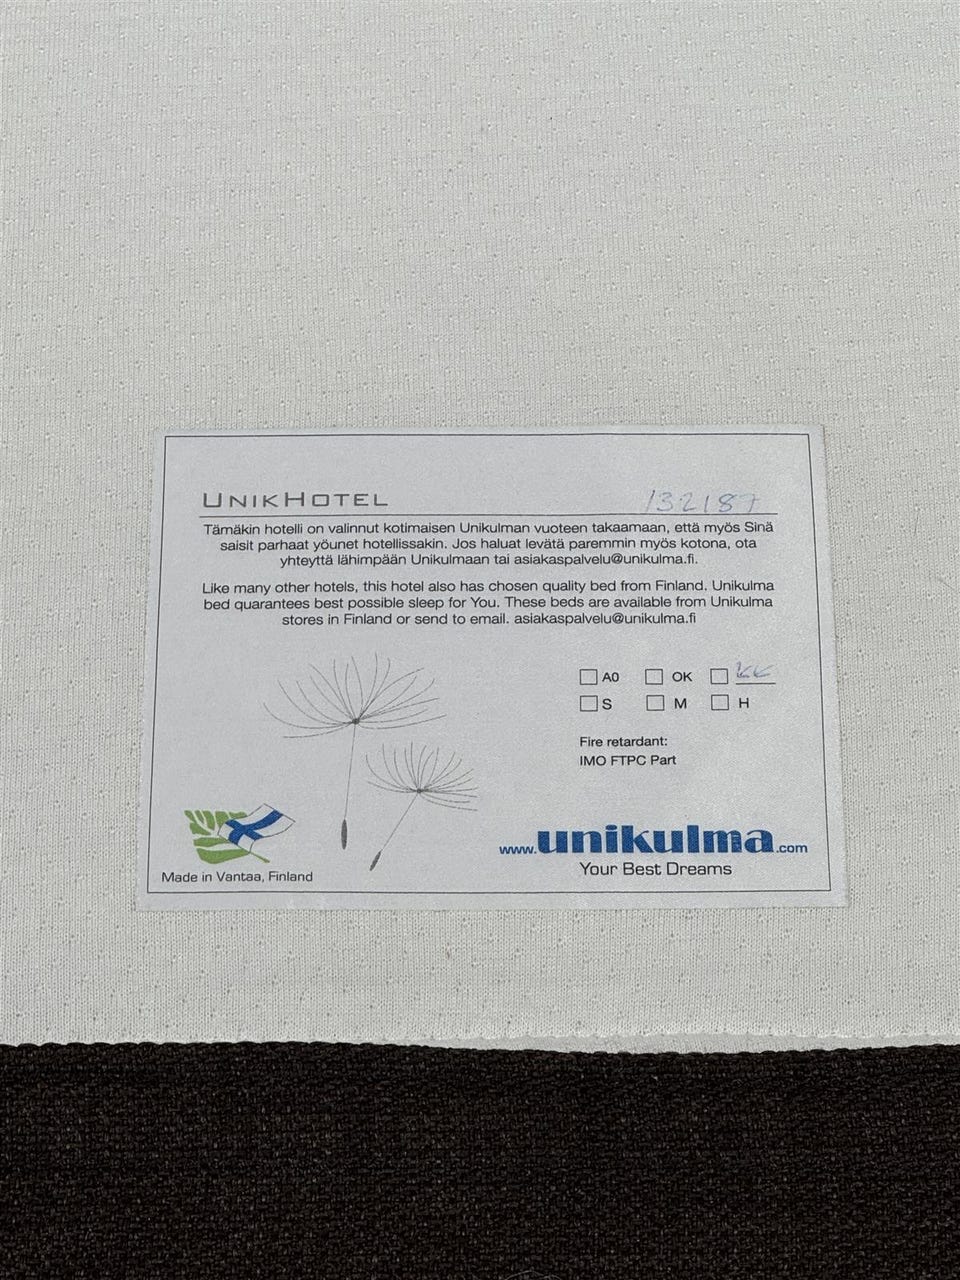 UNIKHOTEL 132187
Tämäkin hotelli on valinnut kotimaisen Unikulman vuoteen takaamaan, että myös Sinä
saisit parhaat yöunet hotellissakin. Jos haluat levätä paremmin myös kotona, ota
yhteyttä lähimpään Unikulmaan tai asiakaspalvelu@unikulma.fi.
Like many other hotels, this hotel also has chosen quality bed from Finland. Unikulma
bed quarantees best possible sleep for You. These beds are available from Unikulma
stores in Finland or send to email. asiakaspalvelu@unikulma.fi
A0 OK KK
S M H
Fire retardant:
IMO FTPC Part
www.unikulma.com
Your Best Dreams
Made in Vantaa, Finland